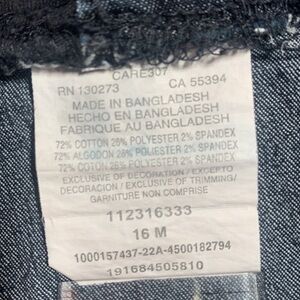 CARE307
RN 130273 CA 55394
MADE IN BANGLADESH
HECHO EN BANGLADESH
FABRIQUE AU BANGLADESH
72% COTTON 26% POLYESTER 2% SPANDEX
72% ALGODON 26% POLIESTER 2% SPANDEX
72% COTON 26% POLYESTER 2% SPANDEX
EXCLUSIVE OF DECORATION / EXCEPTO
DECORACION / EXCLUSIVE OF TRIMMING/
GARNITURE NON COMPRISE
112316333
16 M
1000157437-22A-4500182794
191684505810